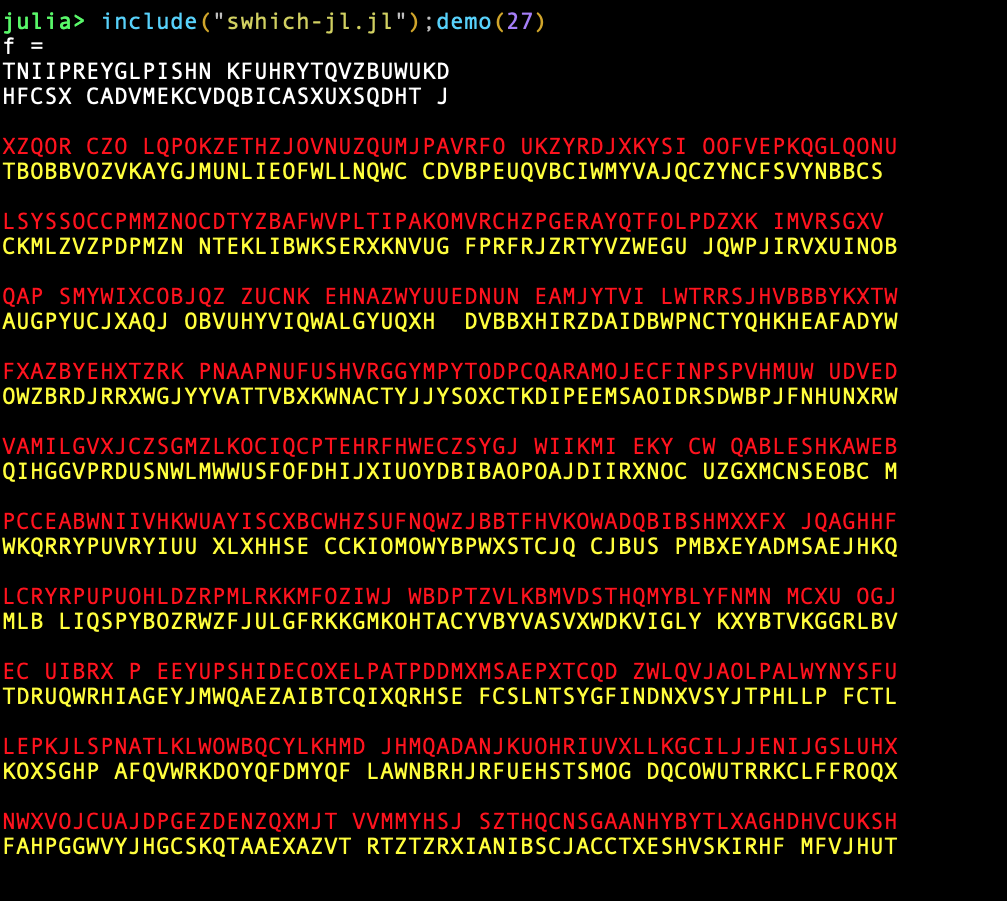 julia> include("swhich-jl.jl");demo(27)
f =
TNIIPREYGLPISHN KFUHRYTQVZBUWUKD
HFCSX CADVMEKCVDQBICASXUXSQDHT J
XZQOR CZO LQPOKZETHZJOVNUZQUMJPAVRFO UKZYRDJXKYSI OOFVEPKQGLQONU
TBOBBVOZVKAYGJMUNLIEOFWLLNQWC CDVBPEUQVBCIWMYVAJQCZYNCFSVYNBBCS
LSYSSOCCPMMZNOCDTYZBAFWVPLTIPAKOMVRCHZPGERAYQTFOLPDZXK IMVRSGXV
CKMLZVZPDPMZN NTEKLIBWKSERXKNVUG FPRFRJZRTYVZWEGU JQWPJIRVXUINOB
QAP SMYWIXCOBJQZ ZUCNK EHNAZWYUUEDNUN EAMJYTVI LWTRRSJHVBBBYKXTW
AUGPYUCJXAQJ OBVUHYVIQWALGYUQXH  DVBBXHIRZDAIDBWPNCTYQHKHEAFADYW
FXAZBYEHXTZRK PNAAPNUFUSHVRGGYMPYTODPCQARAMOJECFINPSPVHMUW UDVED
OWZBRDJRRXWGJYYVATTVBXKWNACTYJJYSOXCTKDIPEEMSAOIDRSDWBPJFNHUNXRW
VAMILGVXJCZSGMZLKOCIQCPTEHRFHWECZSYGJ WIIKMI EKY CW QABLESHKAWEB
QIHGGVPRDUSNWLMWWUSFOFDHIJXIUOYDBIBAOPOAJDIIRXNOC UZGXMCNSEOBC M
PCCEABWNIIVHKWUAYISCXBCWHZSUFNQWZJBBTFHVKOWADQBIBSHMXXFX JQAGHHF
WKQRRYPUVRYIUU XLXHHSE CCKIOMOWYBPWXSTCJQ CJBUS PMBXEYADMSAEJHKQ
LCRYRPUPUOHLDZRPMLRKKMFOZIWJ WBDPTZVLKBMVDSTHQMYBLYFNMN MCXU OGJ
MLB LIQSPYBOZRWZFJULGFRKKGMKOHTACYVBYVASVXWDKVIGLY KXYBTVKGGRLBV
EC UIBRX P EEYUPSHIDECOXELPATPDDMXMSAEPXTCQD ZWLQVJAOLPALWYNYSFU
TDRUQWRHIAGEYJMWQAEZAIBTCQIXQRHSE FCSLNTSYGFINDNXVSYJTPHLLP FCTL
LEPKJLSPNATLKLWOWBQCYLKHMD JHMQADANJKUOHRIUVXLLKGCILJJENIJGSLUHX
KOXSGHP AFQVWRKDOYQFDMYQF LAWNBRHJRFUEHSTSMOG DQCOWUTRRKCLFFROQX
NWXVOJCUAJDPGEZDENZQXMJT VVMMYHSJ SZTHQCNSGAANHYBYTLXAGHDHVCUKSH
FAHPGGWVYJHGCSKQTAAEXAZVT RTZTZRXIANIBSCJACCTXESHVSKIRHF MFVJHUT